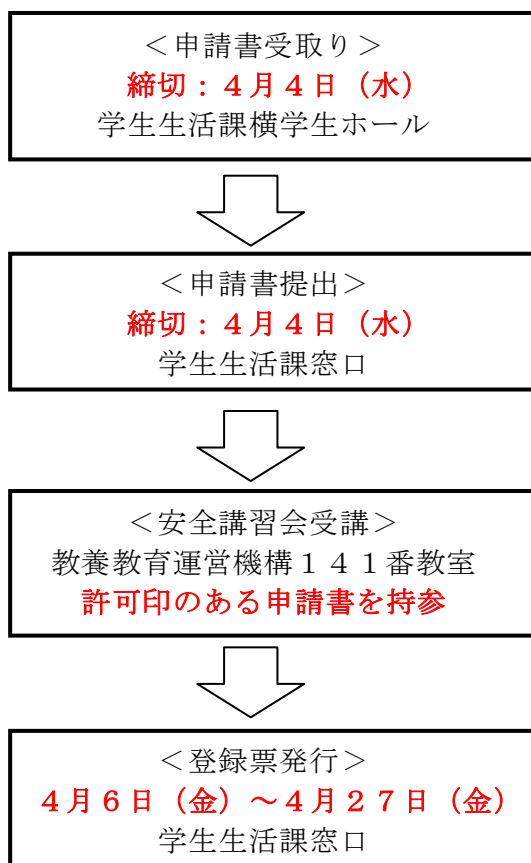 ＜申請書受取り＞
締切：４月４日（水）
学生生活課横学生ホール
＜申請書提出＞
締切：４月４日（水）
学生生活課窓口
＜安全講習会受講＞
教養教育運営機構１４１番教室
許可印のある申請書を持参
＜登録票発行＞
４月６日（金）～４月２７日（金）
学生生活課窓口